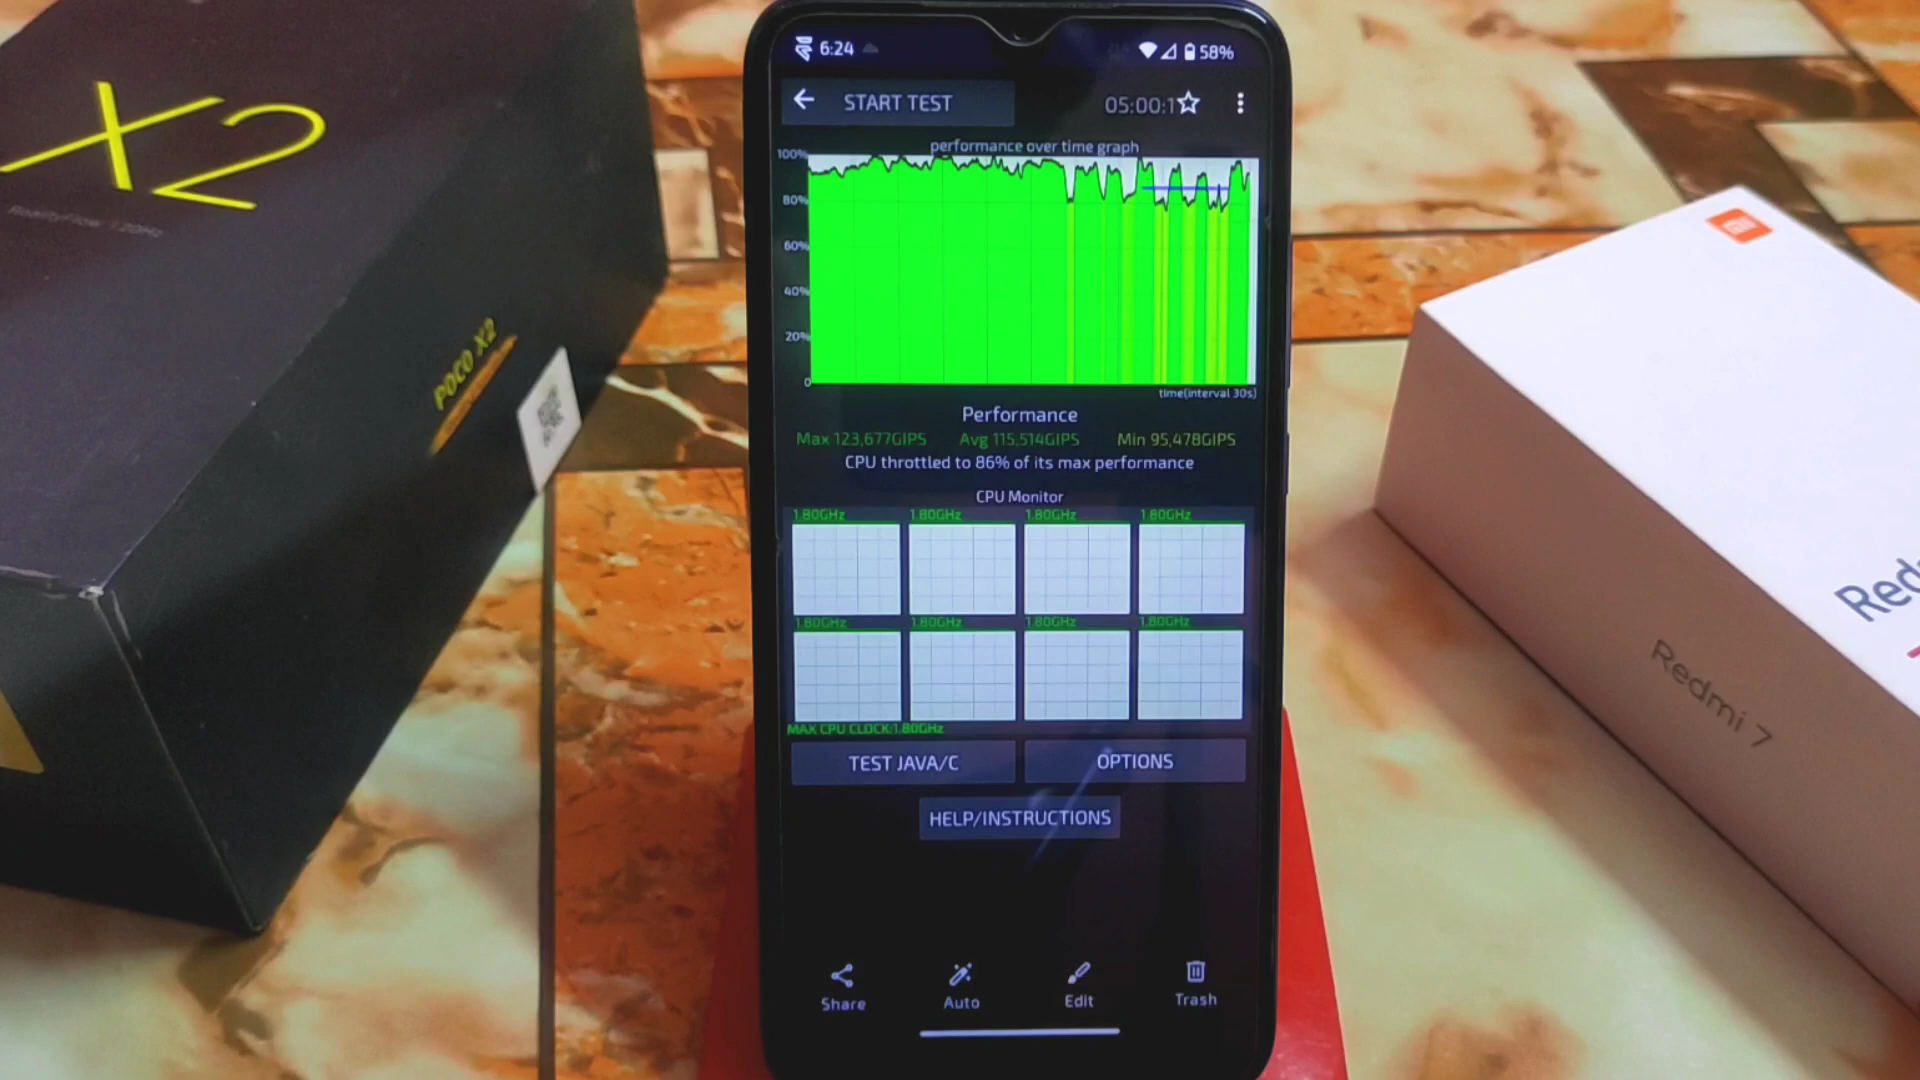 X2
POCO X2
6:24
58%
START TEST
05:00:1
performance over time graph
100%
80%
60%
40%
20%
0
time(interval 30s)
Performance
Max 123,677GIPS Avg 115,514GIPS Min 95,478GIPS
CPU throttled to 86% of its max performance
CPU Monitor
1.80GHz 1.80GHz 1.80GHz 1.80GHz
1.80GHz 1.80GHz 1.80GHz 1.80GHz
MAX CPU CLOCK:1.80GHz
TEST JAVA/C OPTIONS
HELP/INSTRUCTIONS
Share Auto Edit Trash
mi
Redmi 7